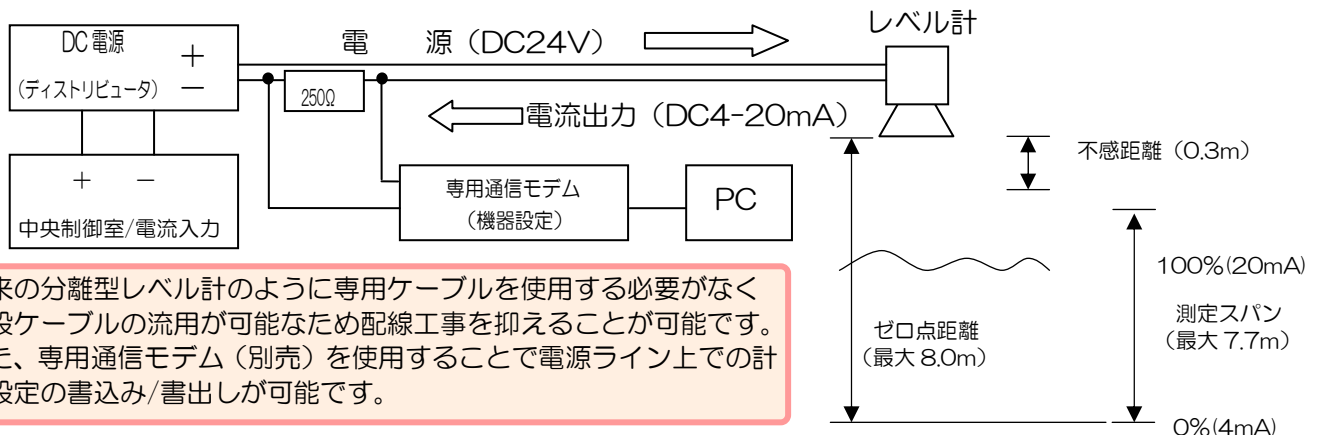 レベル計
DC電源
+
(ディストリビュータ)
−
電 源（DC24V）
250Ω
電流出力（DC4-20mA）
+ −
中央制御室/電流入力
専用通信モデム
（機器設定）
PC
不感距離（0.3m）
100%(20mA)
測定スパン
（最大 7.7m）
ゼロ点距離
（最大 8.0m）
0%(4mA)
来の分離型レベル計のように専用ケーブルを使用する必要がなく
設ケーブルの流用が可能なため配線工事を抑えることが可能です。
た、専用通信モデム（別売）を使用することで電源ライン上での計
設定の書込み/書出しが可能です。